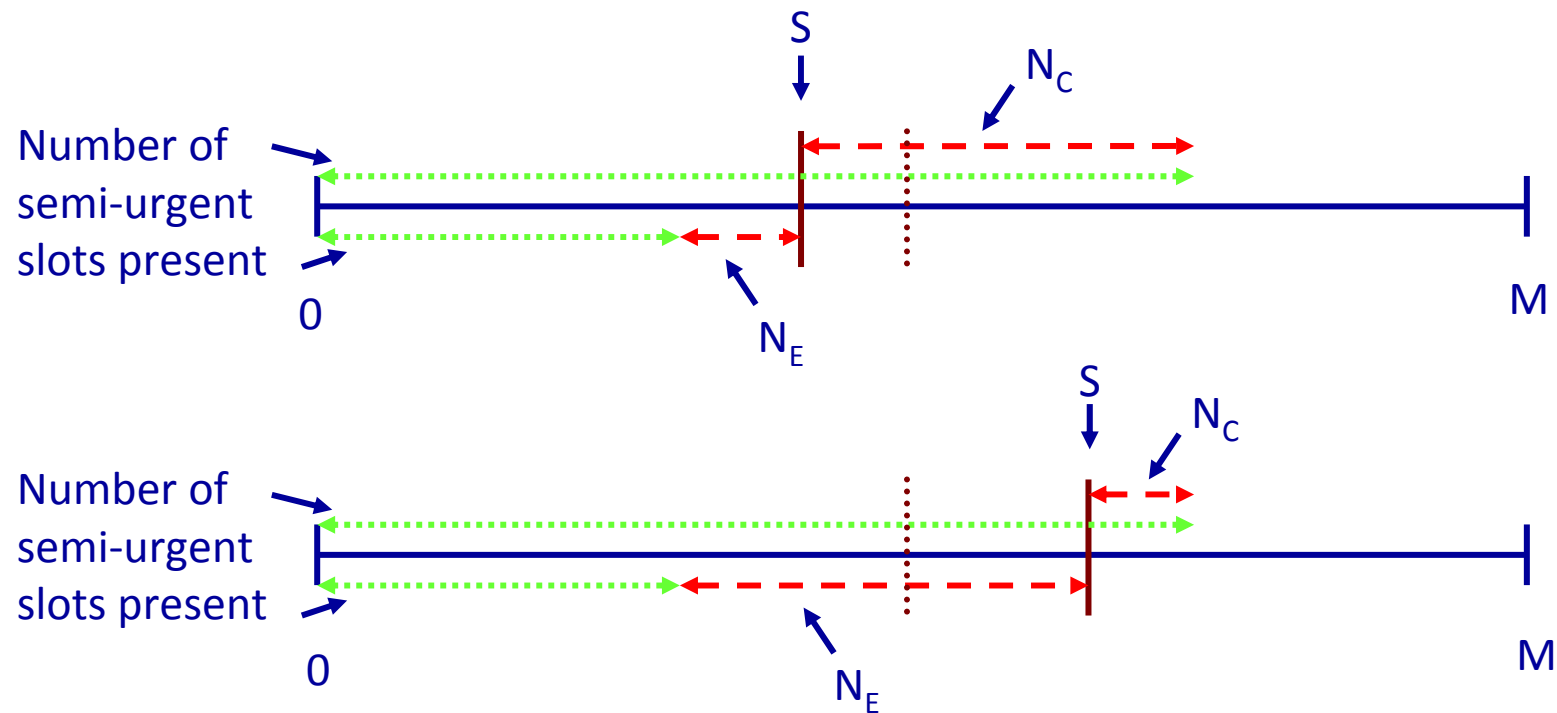 S
N_C
Number of
semi-urgent
slots present
0
M
N_E
S
N_C
Number of
semi-urgent
slots present
0
M
N_E